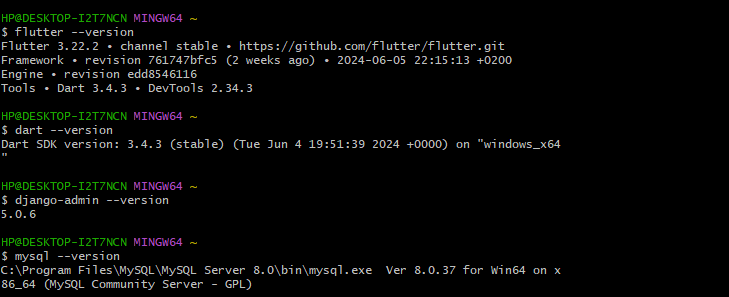 HP@DESKTOP-I2T7NCN MINGW64 ~
$ flutter --version
Flutter 3.22.2 • channel stable • https://github.com/flutter/flutter.git
Framework • revision 761747bfc5 (2 weeks ago) • 2024-06-05 22:15:13 +0200
Engine • revision edd8546116
Tools • Dart 3.4.3 • DevTools 2.34.3
HP@DESKTOP-I2T7NCN MINGW64 ~
$ dart --version
Dart SDK version: 3.4.3 (stable) (Tue Jun 4 19:51:39 2024 +0000) on "windows_x64
"
HP@DESKTOP-I2T7NCN MINGW64 ~
$ django-admin --version
5.0.6
HP@DESKTOP-I2T7NCN MINGW64 ~
$ mysql --version
C:\Program Files\MySQL\MySQL Server 8.0\bin\mysql.exe  Ver 8.0.37 for Win64 on x
86_64 (MySQL Community Server - GPL)